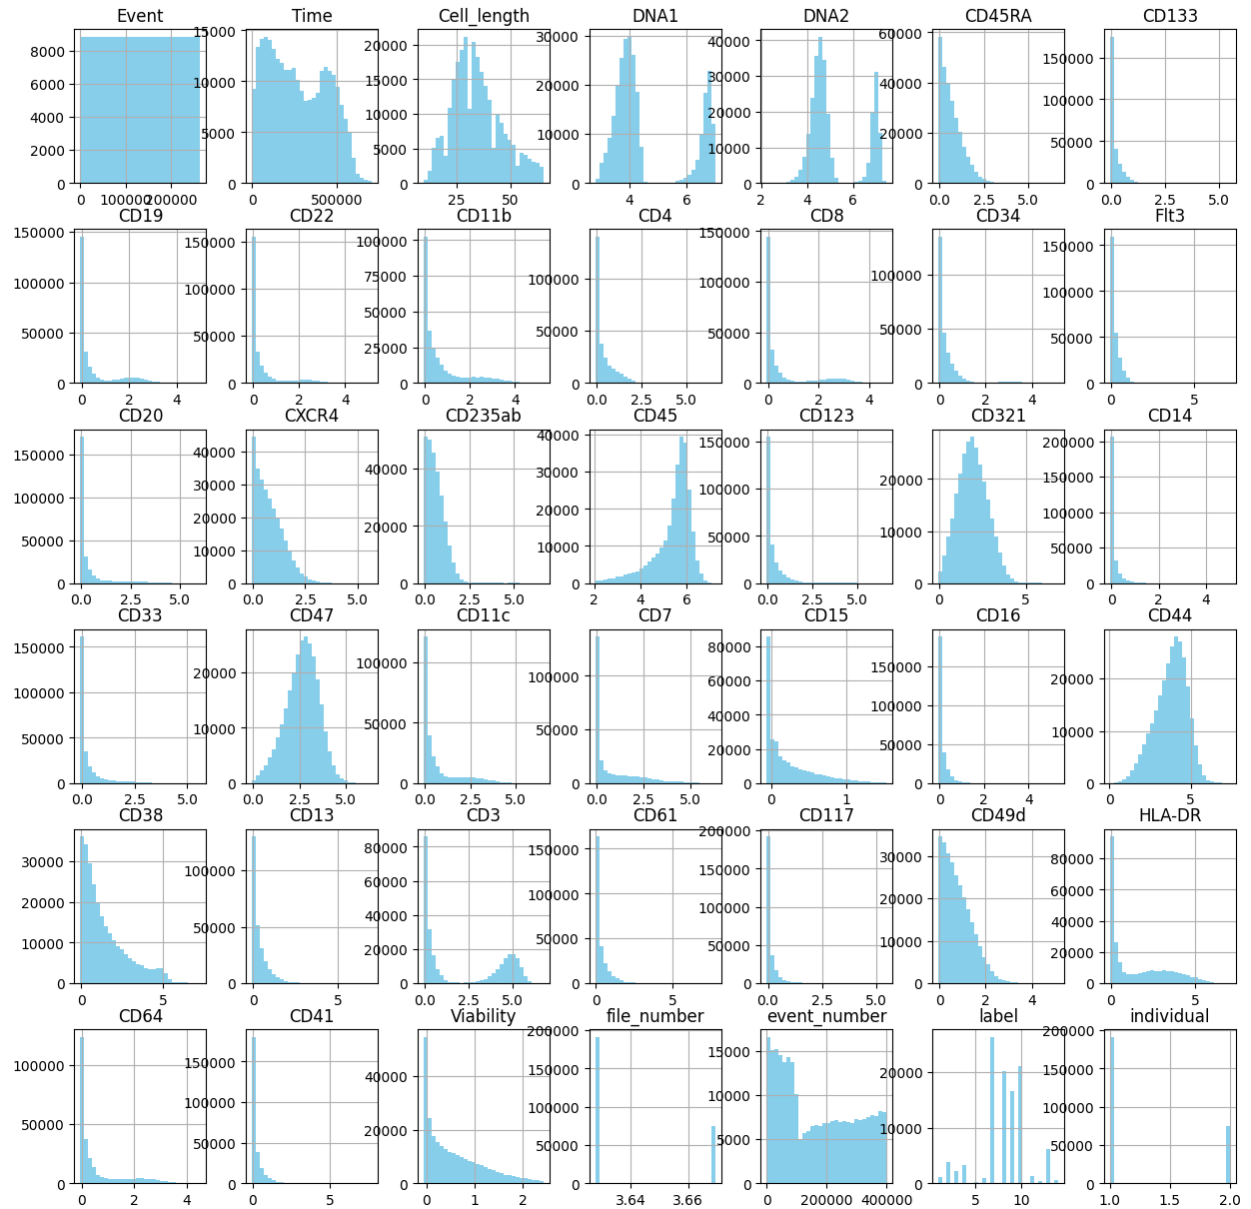 Event
8000
6000
4000
2000
0
0 100000 200000
Time
15000
10000
5000
0
0 500000
Cell_length
20000
15000
10000
5000
0
25 50
DNA1
30000
20000
10000
0
4 6
DNA2
40000
30000
20000
10000
0
2 4 6
CD45RA
60000
50000
40000
30000
20000
10000
0
0.0 2.5 5.0
CD133
150000
100000
50000
0
0.0 2.5 5.0
CD19
150000
100000
50000
0
0 2 4
CD22
150000
100000
50000
0
0 2 4
CD11b
100000
75000
50000
25000
0
0 2 4
CD4
150000
100000
50000
0
0.0 2.5 5.0
CD8
150000
100000
50000
0
0 2 4
CD34
100000
50000
0
0 2 4
Flt3
150000
100000
50000
0
0 5
CD20
150000
100000
50000
0
0.0 2.5 5.0
CXCR4
40000
30000
20000
10000
0
0.0 2.5 5.0
CD235ab
40000
20000
0
0.0 2.5 5.0
CD45
40000
30000
20000
10000
0
2 4 6
CD123
150000
100000
50000
0
0.0 2.5 5.0
CD321
20000
10000
0
0 5
CD14
200000
150000
100000
50000
0
0 2 4
CD33
150000
100000
50000
0
0.0 2.5 5.0
CD47
20000
10000
0
0.0 2.5 5.0
CD11c
100000
50000
0
0 2 4
CD7
100000
50000
0
0.0 2.5 5.0
CD15
80000
60000
40000
20000
0
0 1
CD16
150000
100000
50000
0
0 2 4
CD44
20000
10000
0
0 5
CD38
30000
20000
10000
0
0 5
CD13
100000
50000
0
0 5
CD3
80000
60000
40000
20000
0
0.0 2.5 5.0
CD61
150000
100000
50000
0
0 5
CD117
200000
150000
100000
50000
0
0.0 2.5 5.0
CD49d
30000
20000
10000
0
0 2 4
HLA-DR
80000
60000
40000
20000
0
0 5
CD64
100000
50000
0
0 2 4
CD41
150000
100000
50000
0
0 5
Viability
40000
20000
0
0 1 2
file_number
200000
150000
100000
50000
0
3.64 3.66
event_number
15000
10000
5000
0
0 200000 400000
label
20000
10000
0
5 10
individual
200000
150000
100000
50000
0
1.0 1.5 2.0